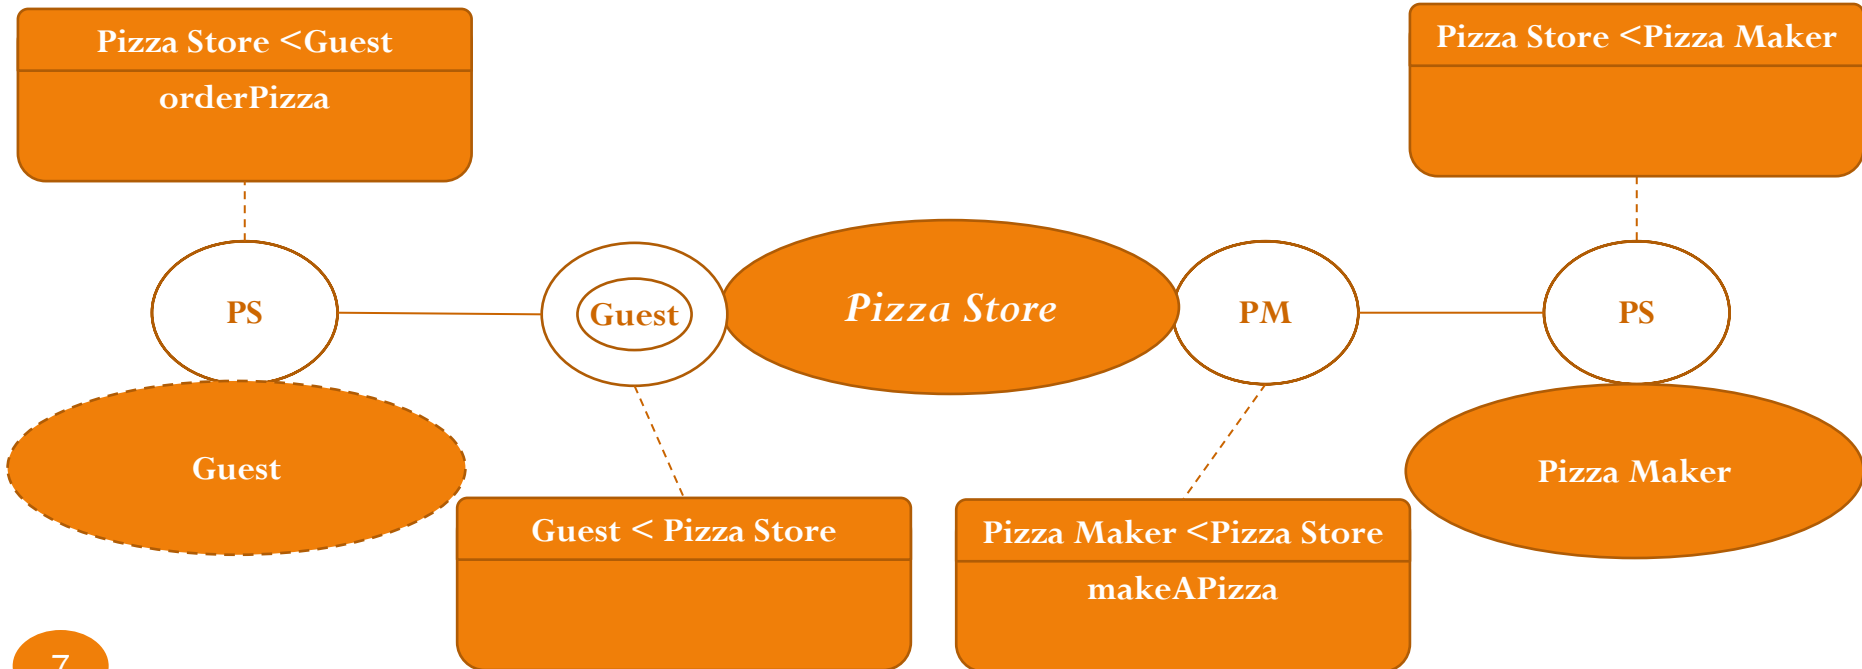 Pizza Store <Guest
orderPizza
Pizza Store <Pizza Maker
PS
Guest
Pizza Store
PM
PS
Guest
Pizza Maker
Guest < Pizza Store
Pizza Maker <Pizza Store
makeAPizza
7